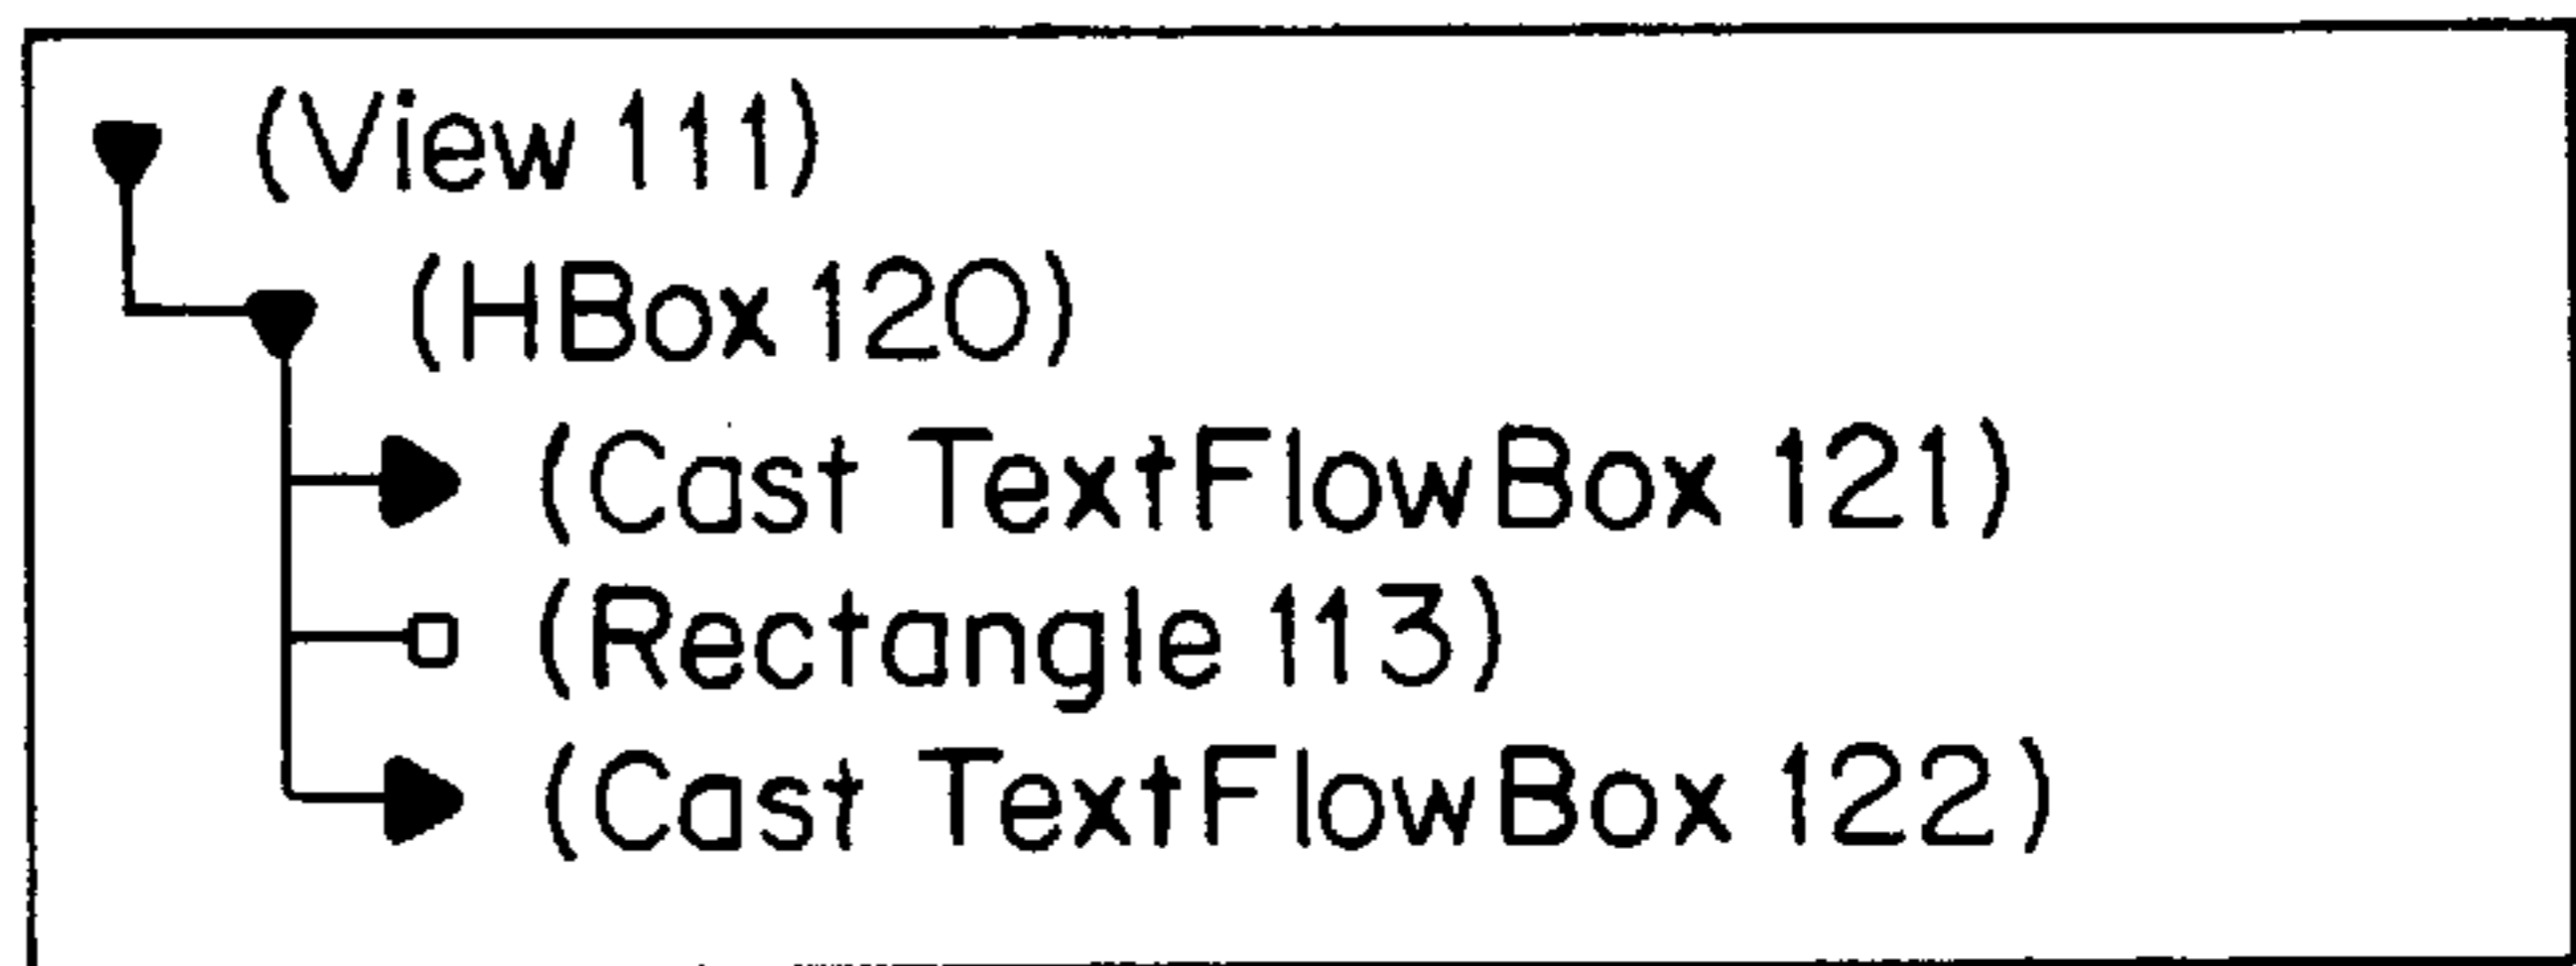 (View 111)
(HBox 120)
(Cast TextFlowBox 121)
(Rectangle 113)
(Cast TextFlowBox 122)